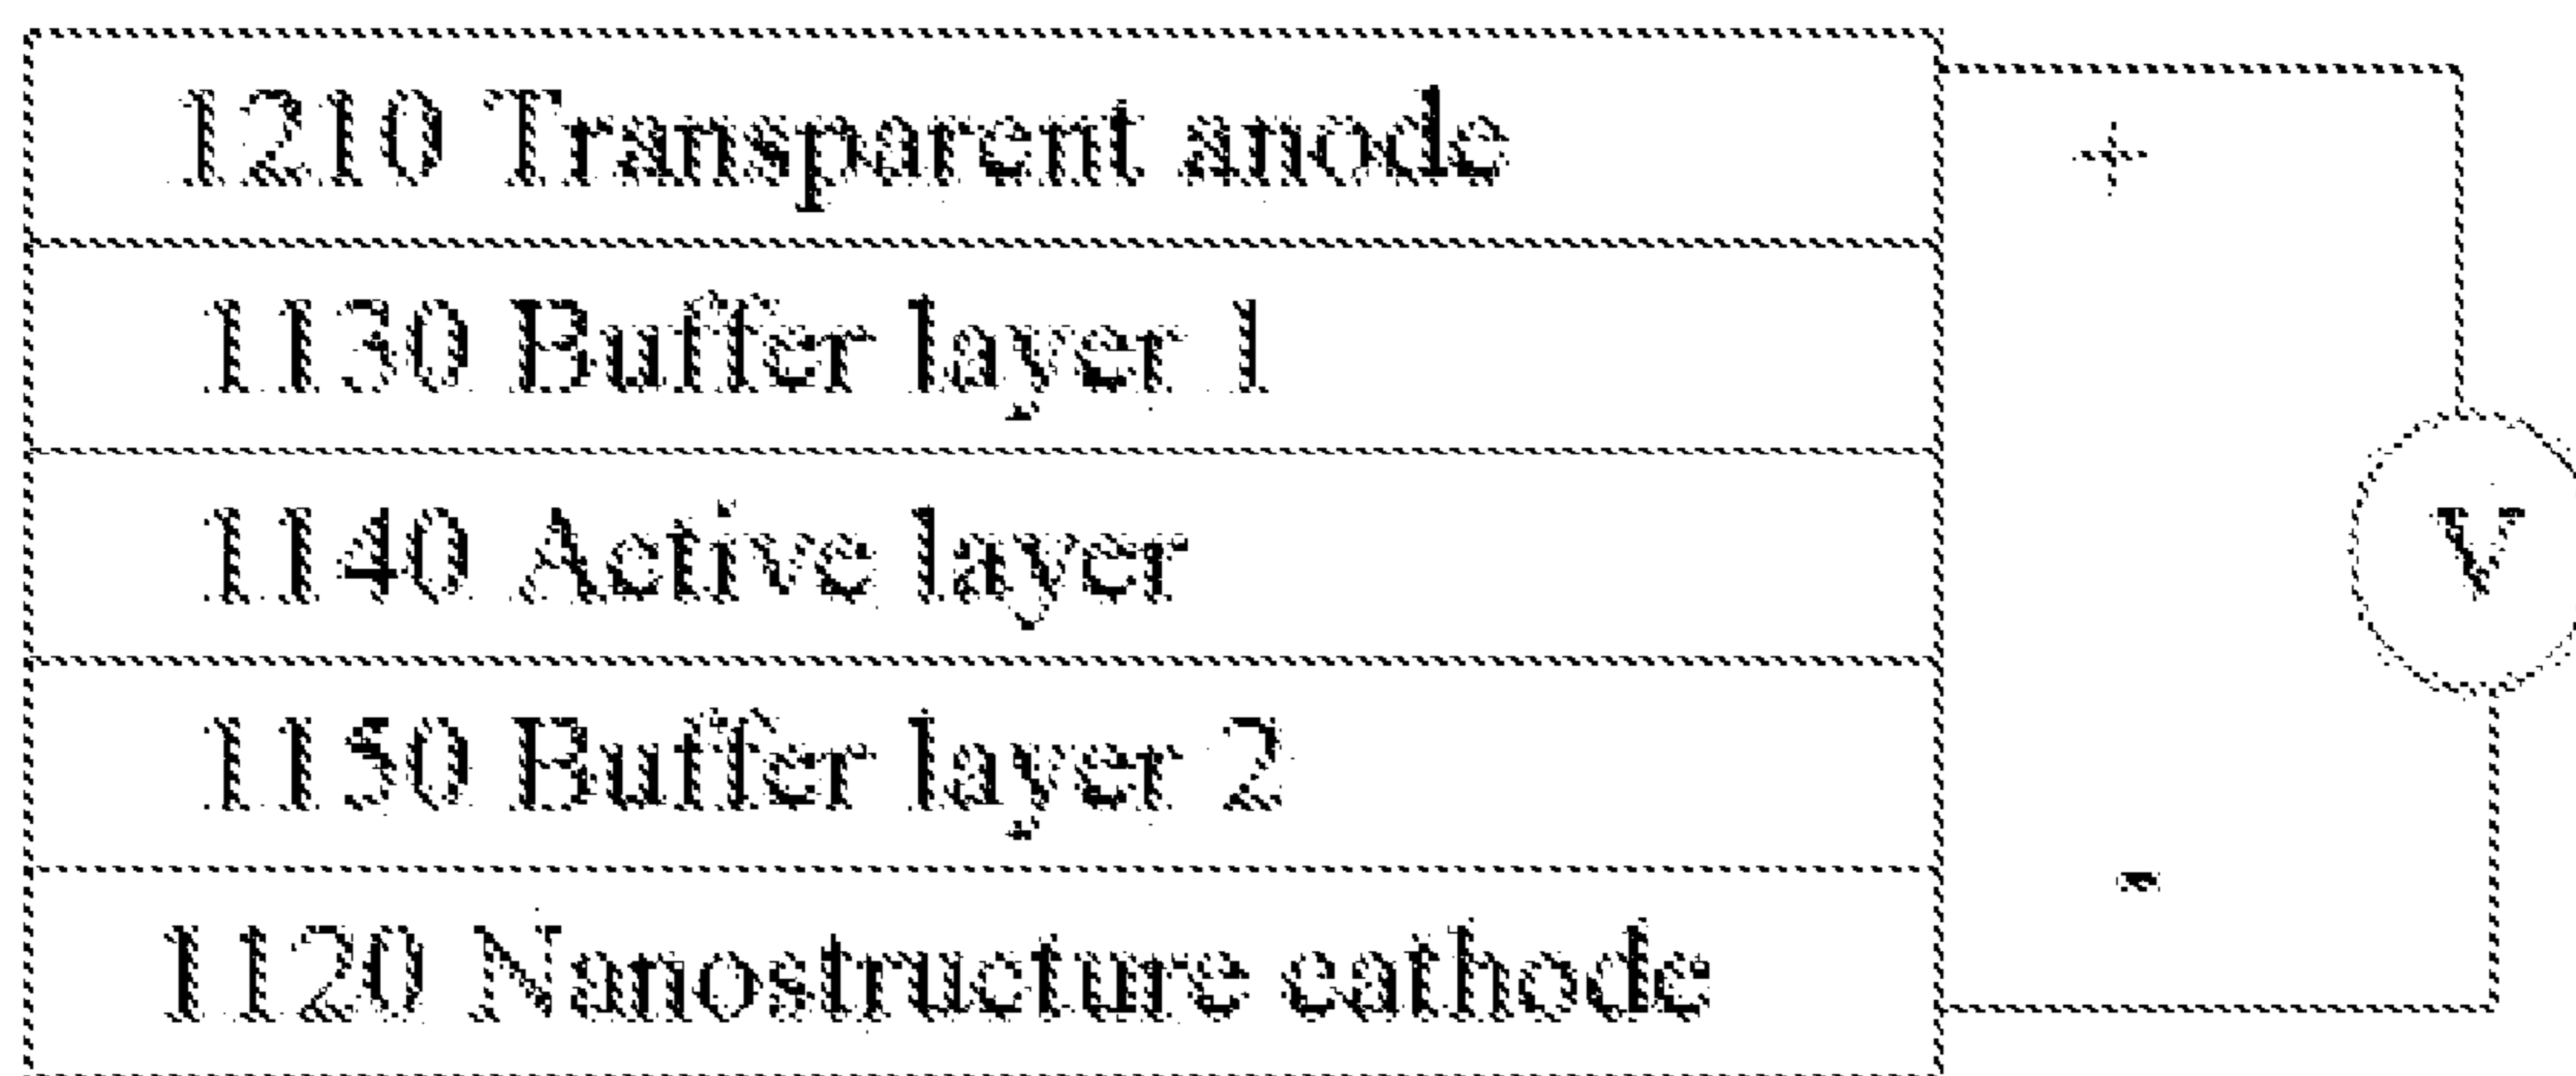 1210 Transparent anode
+
1130 Buffer layer 1
1140 Active layer
V
1150 Buffer layer 2
-
1120 Nanostructure cathode